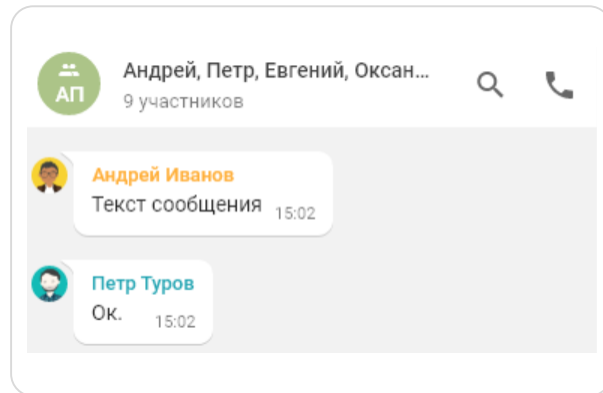 АП
Андрей, Петр, Евгений, Оксан...
9 участников
Андрей Иванов
Текст сообщения 15:02
Петр Туров
Ок. 15:02